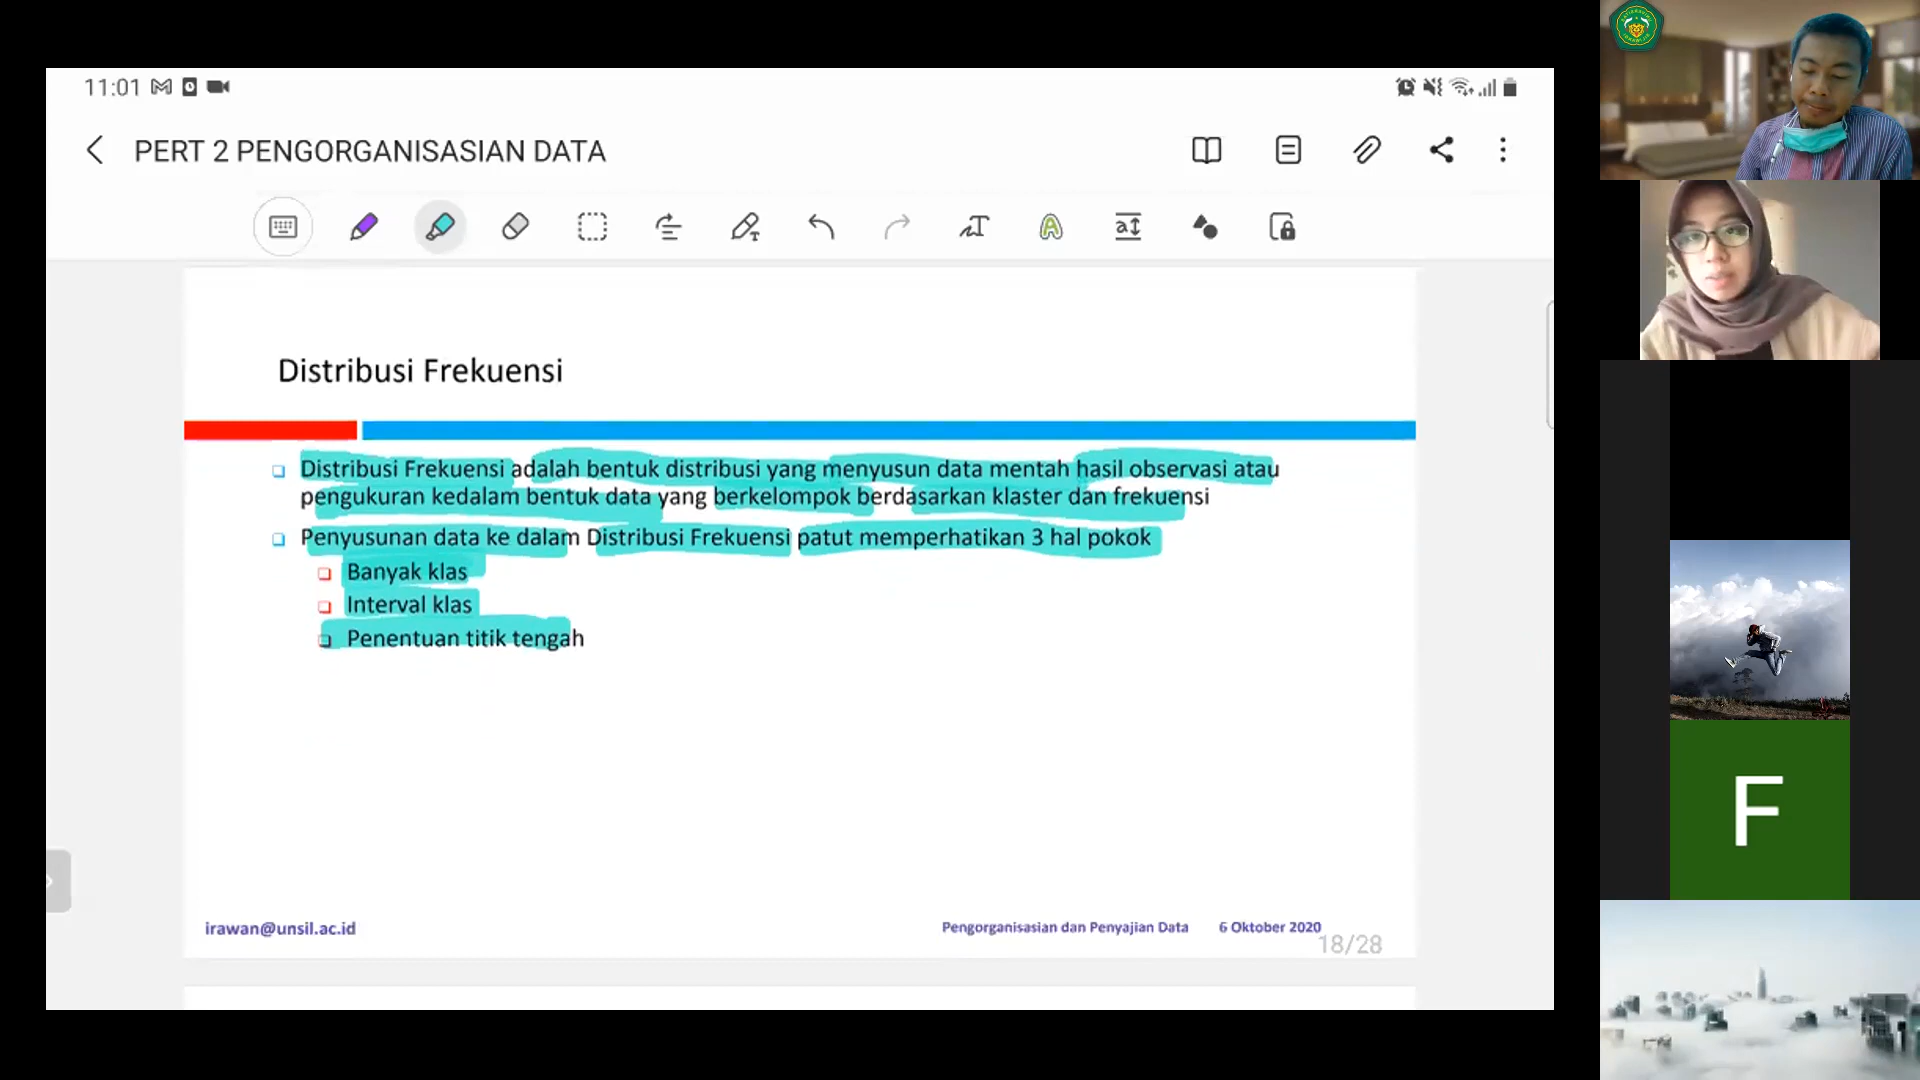 11:01
PERT 2 PENGORGANISASIAN DATA
Distribusi Frekuensi
Distribusi Frekuensi adalah bentuk distribusi yang menyusun data mentah hasil observasi atau
pengukuran kedalam bentuk data yang berkelompok berdasarkan klaster dan frekuensi
Penyusunan data ke dalam Distribusi Frekuensi patut memperhatikan 3 hal pokok
Banyak klas
Interval klas
Penentuan titik tengah
irawan@unsil.ac.id
Pengorganisasian dan Penyajian Data 6 Oktober 2020
18/28
F